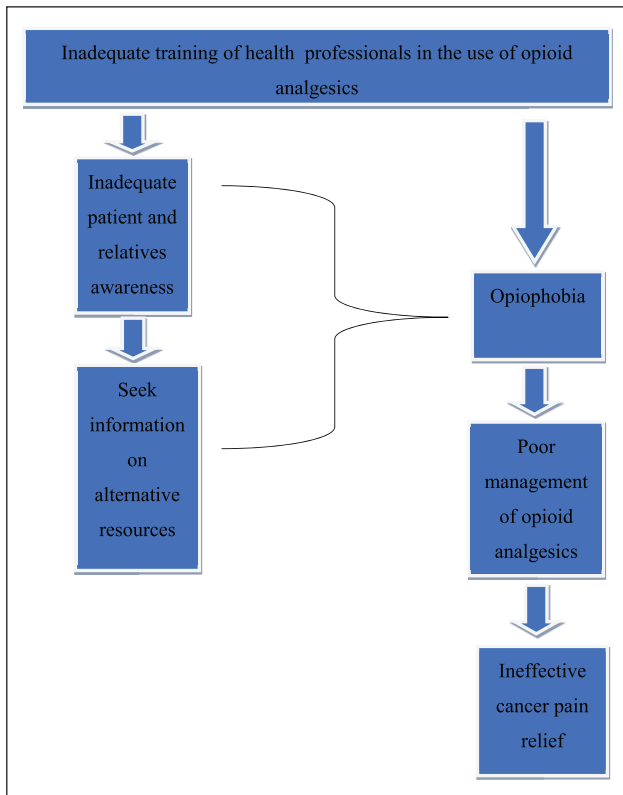 Inadequate training of health professionals in the use of opioid
analgesics
Inadequate
patient and
relatives
awareness
Seek
information
on
alternative
resources
Opiophobia
Poor
management
of opioid
analgesics
Ineffective
cancer pain
relief